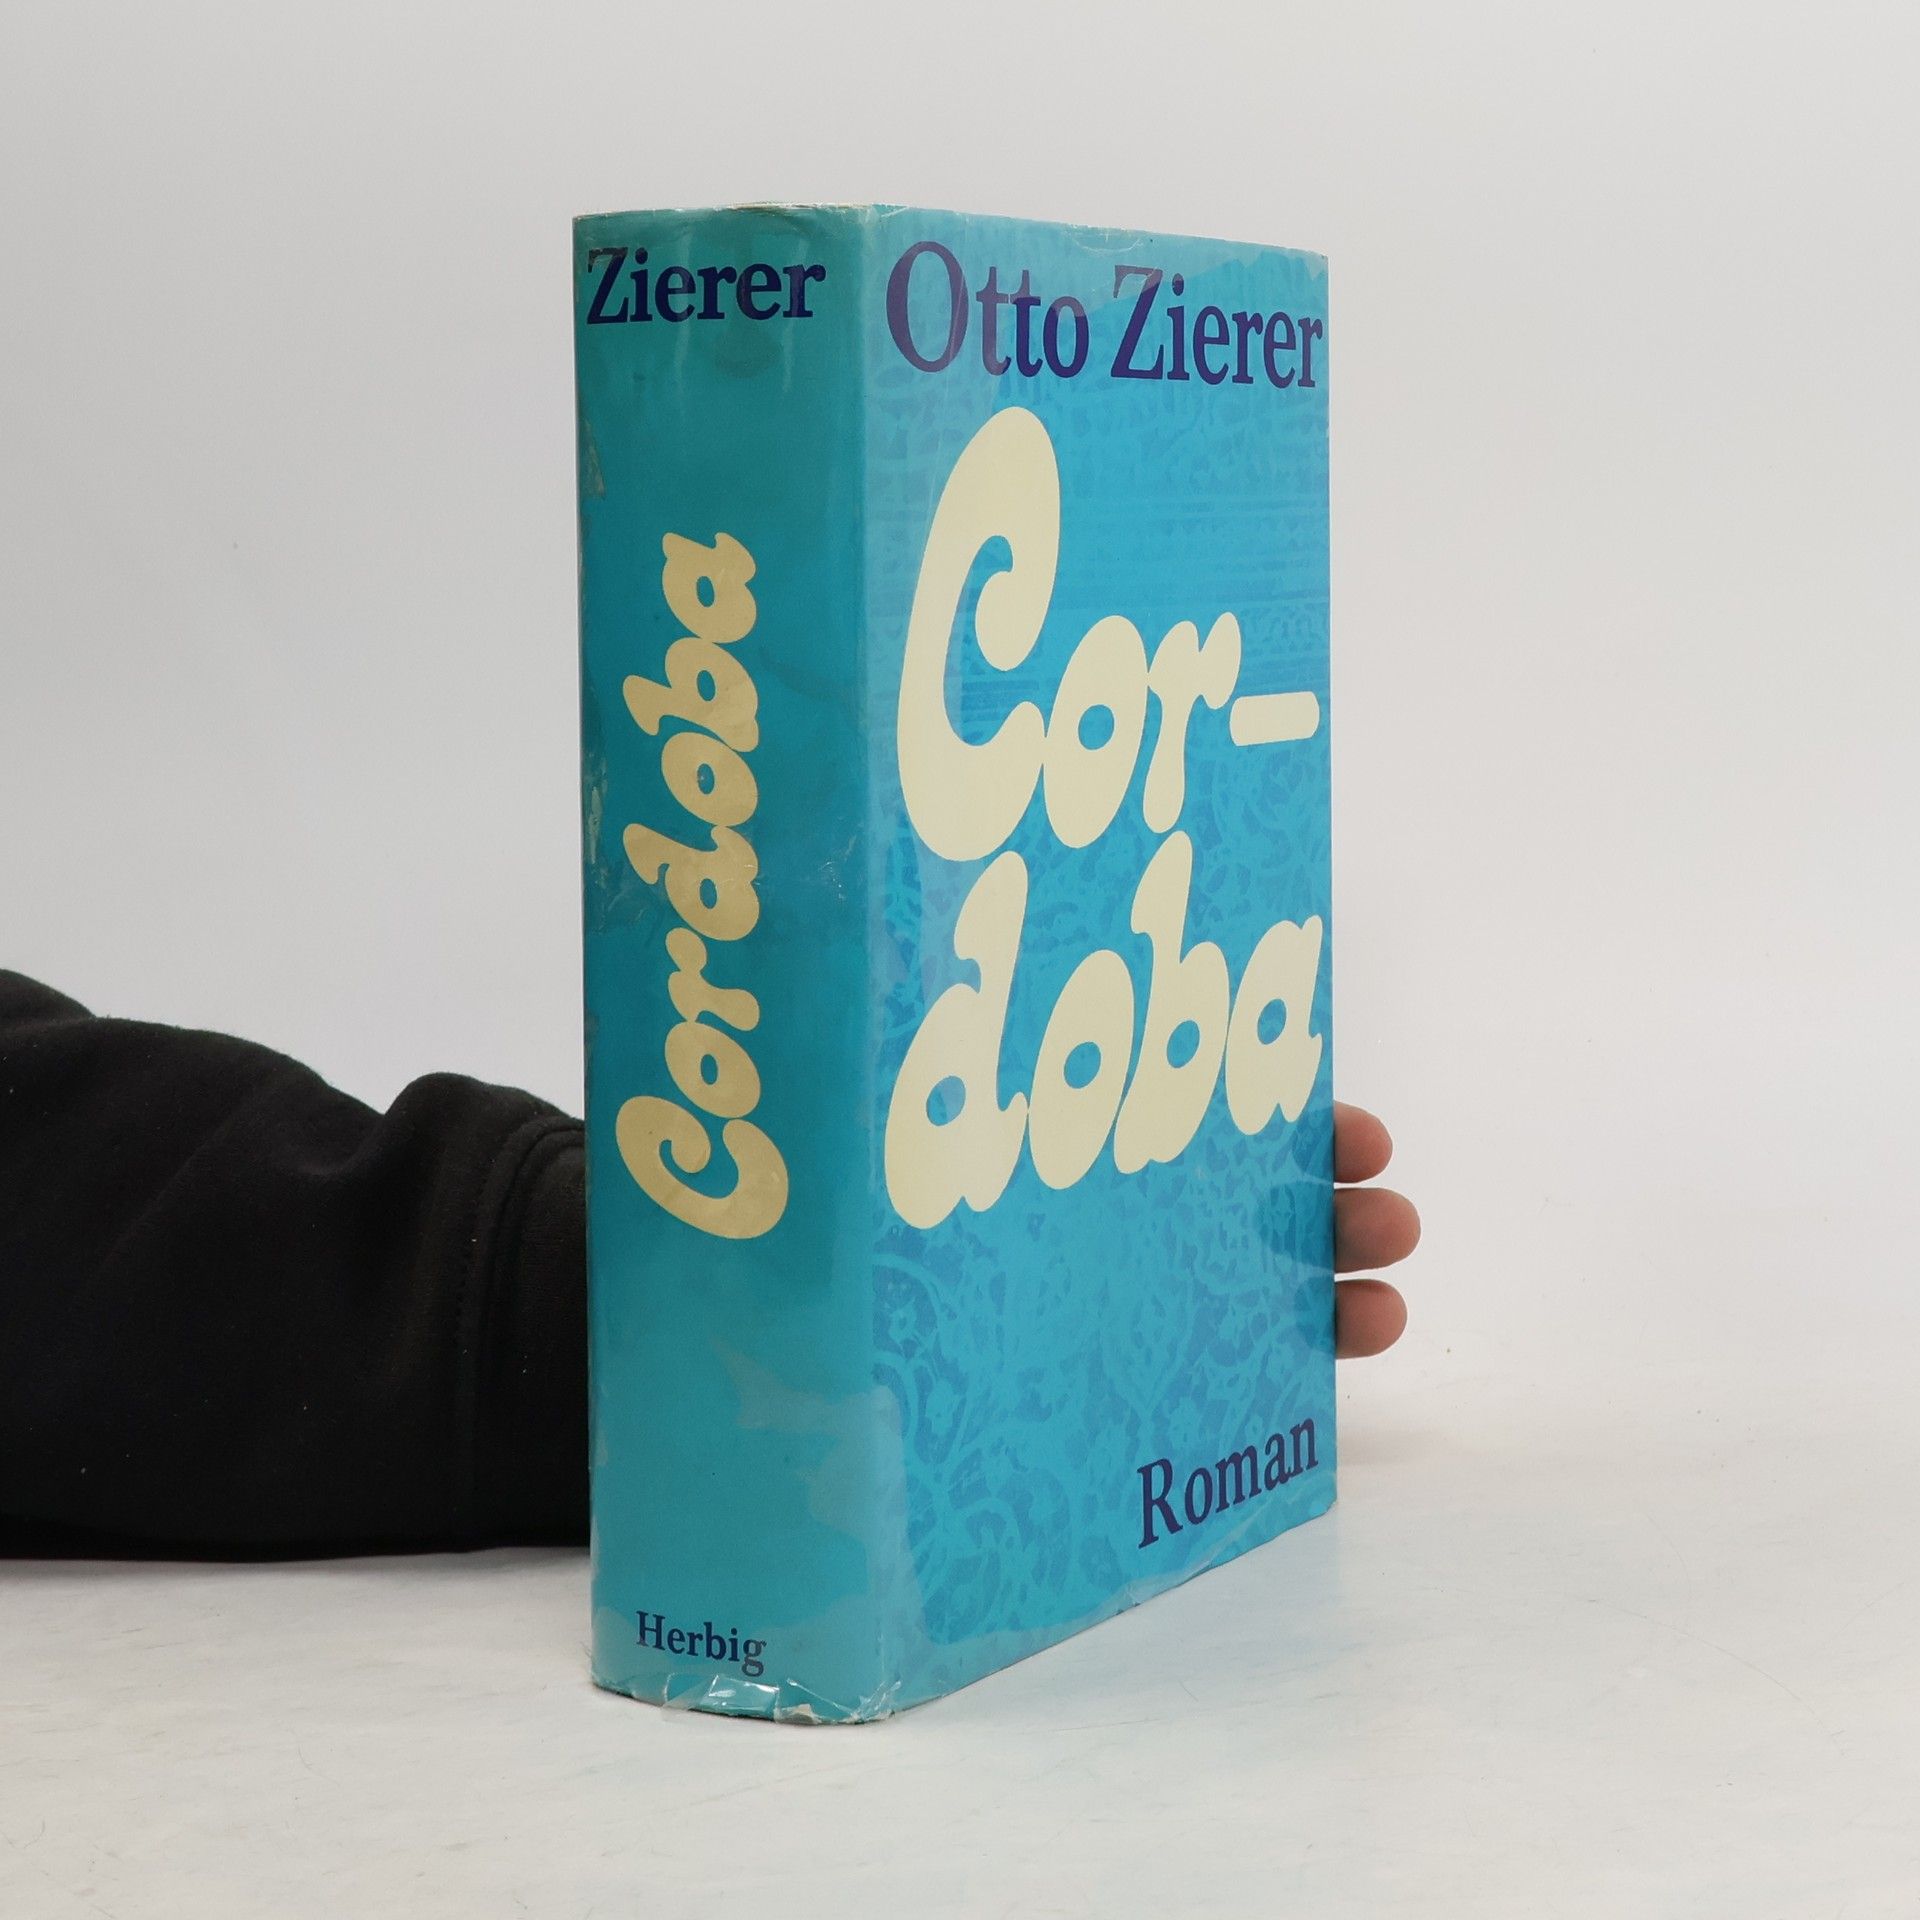 Zierer
Cordoba
Herbig
Otto Zierer
Cor-
doba
Roman